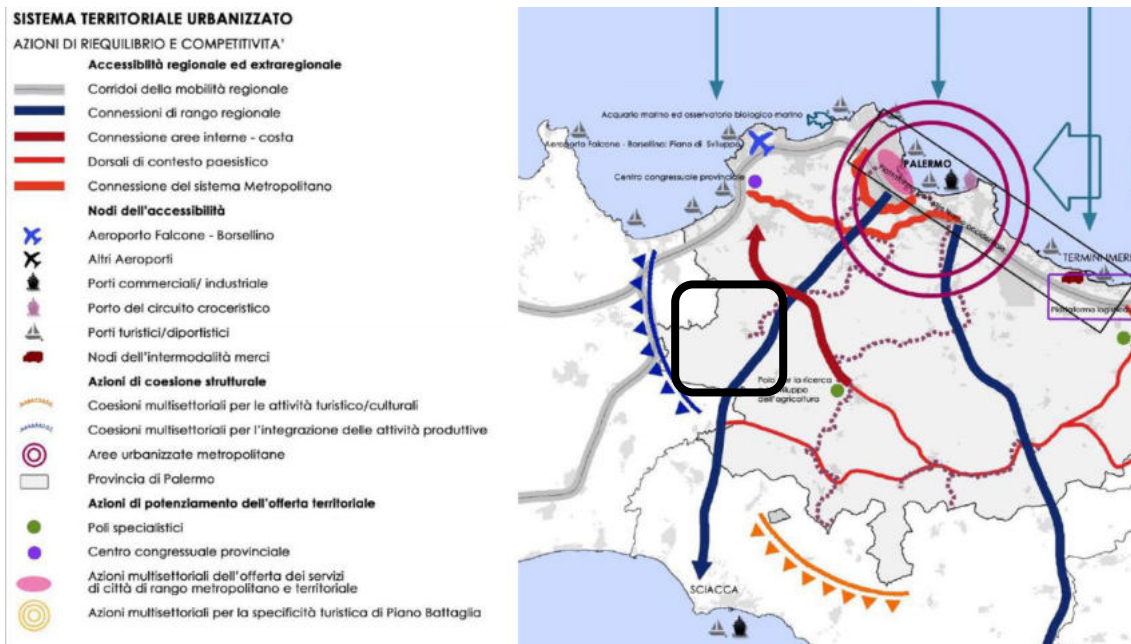 SISTEMA TERRITORIALE URBANIZZATO
AZIONI DI RIEQUILIBRIO E COMPETITIVITA'
Accessiblità regionale ed extraregionale
Corridoi della mobilità regionale
Connessioni di rango regionale
Connessione aree interne - costa
Dorsali di contesto paesistico
Connessione del sistema Metropolitano
Nodi dell'accessibilità
Aeroporto Falcone - Borsellino
Altri Aeroporti
Porti commerciali/ industriale
Porto del circuito croceristico
Porti turistici/diportistici
Nodi dell'intermodalità merci
Azioni di coesione strutturale
Coesioni multisettoriali per le attività turistico/culturali
Coesioni multisettoriali per l'integrazione delle attività produttive
Aree urbanizzate metropolitane
Provincia di Palermo
Azioni di potenziamento dell'offerta territoriale
Poli specialistici
Centro congressuale provinciale
Azioni multisettoriali dell'offerta dei servizi
di città di rango metropolitano e territoriale
Azioni multisettoriali per la specificità turistica di Piano Battaglia
Acquario marino ed osservatorio biologico marino
Aeroporto Falcone - Borsellino: Piano di Sviluppo
Centro congressuale provinciale
PALERMO
TERMINI IMERE
Piattaforma logistica
Polo per la ricerca
sviluppo
dell'agricoltura
SCIACCA